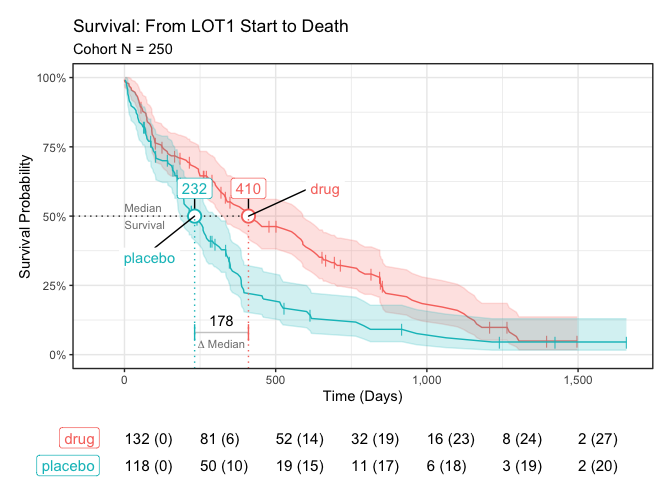 Survival: From LOT1 Start to Death
Cohort N = 250
Survival Probability
100%
75%
50%
25%
0%
232
410
drug
Median
Survival
placebo
178
Δ Median
0
500
1,000
1,500
Time (Days)
drug 132 (0) 81 (6) 52 (14) 32 (19) 16 (23) 8 (24) 2 (27)
placebo 118 (0) 50 (10) 19 (15) 11 (17) 6 (18) 3 (19) 2 (20)